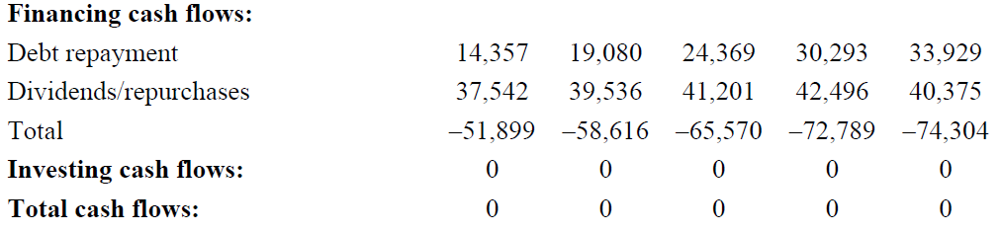 Financing cash flows:
Debt repayment 14,357 19,080 24,369 30,293 33,929
Dividends/repurchases 37,542 39,536 41,201 42,496 40,375
Total –51,899 –58,616 –65,570 –72,789 –74,304
Investing cash flows: 0 0 0 0 0
Total cash flows: 0 0 0 0 0